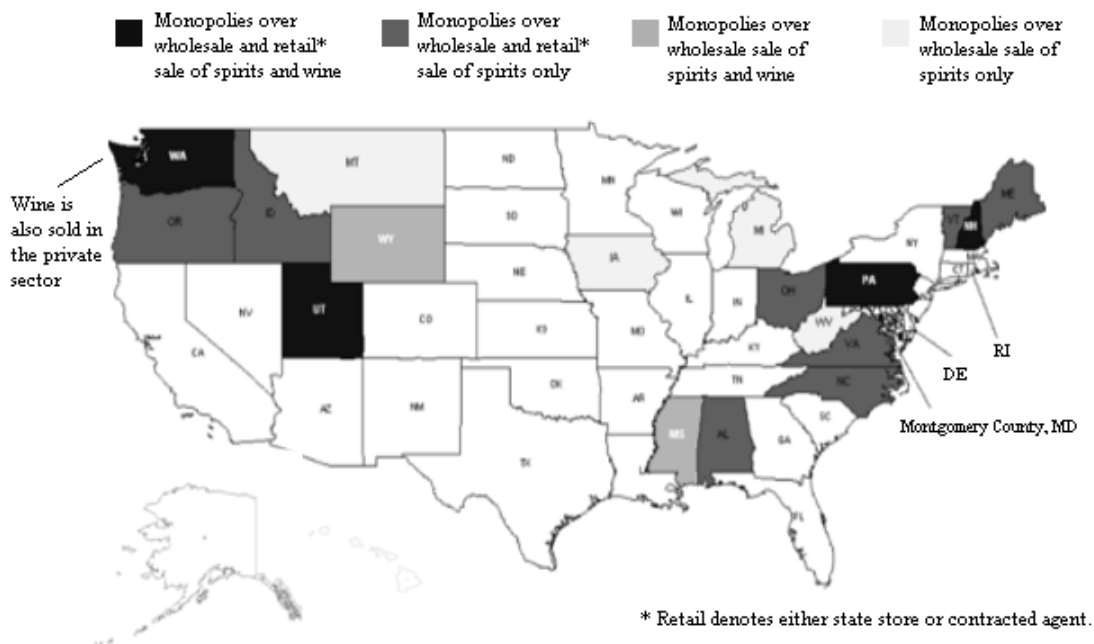 Monopolies over
wholesale and retail*
sale of spirits and wine
Monopolies over
wholesale and retail*
sale of spirits only
Monopolies over
wholesale sale of
spirits and wine
Monopolies over
wholesale sale of
spirits only
Wine is
also sold in
the private
sector
WA
MT
ND
MN
OR
ID
WY
SD
WI
MI
NY
VT
NH
ME
NV
UT
CO
NE
IA
IL
IN
OH
PA
CT
CA
KS
MO
KY
WV
VA
RI
DE
AZ
NM
OK
AR
TN
NC
Montgomery County, MD
TX
MS
AL
GA
SC
FL
* Retail denotes either state store or contracted agent.